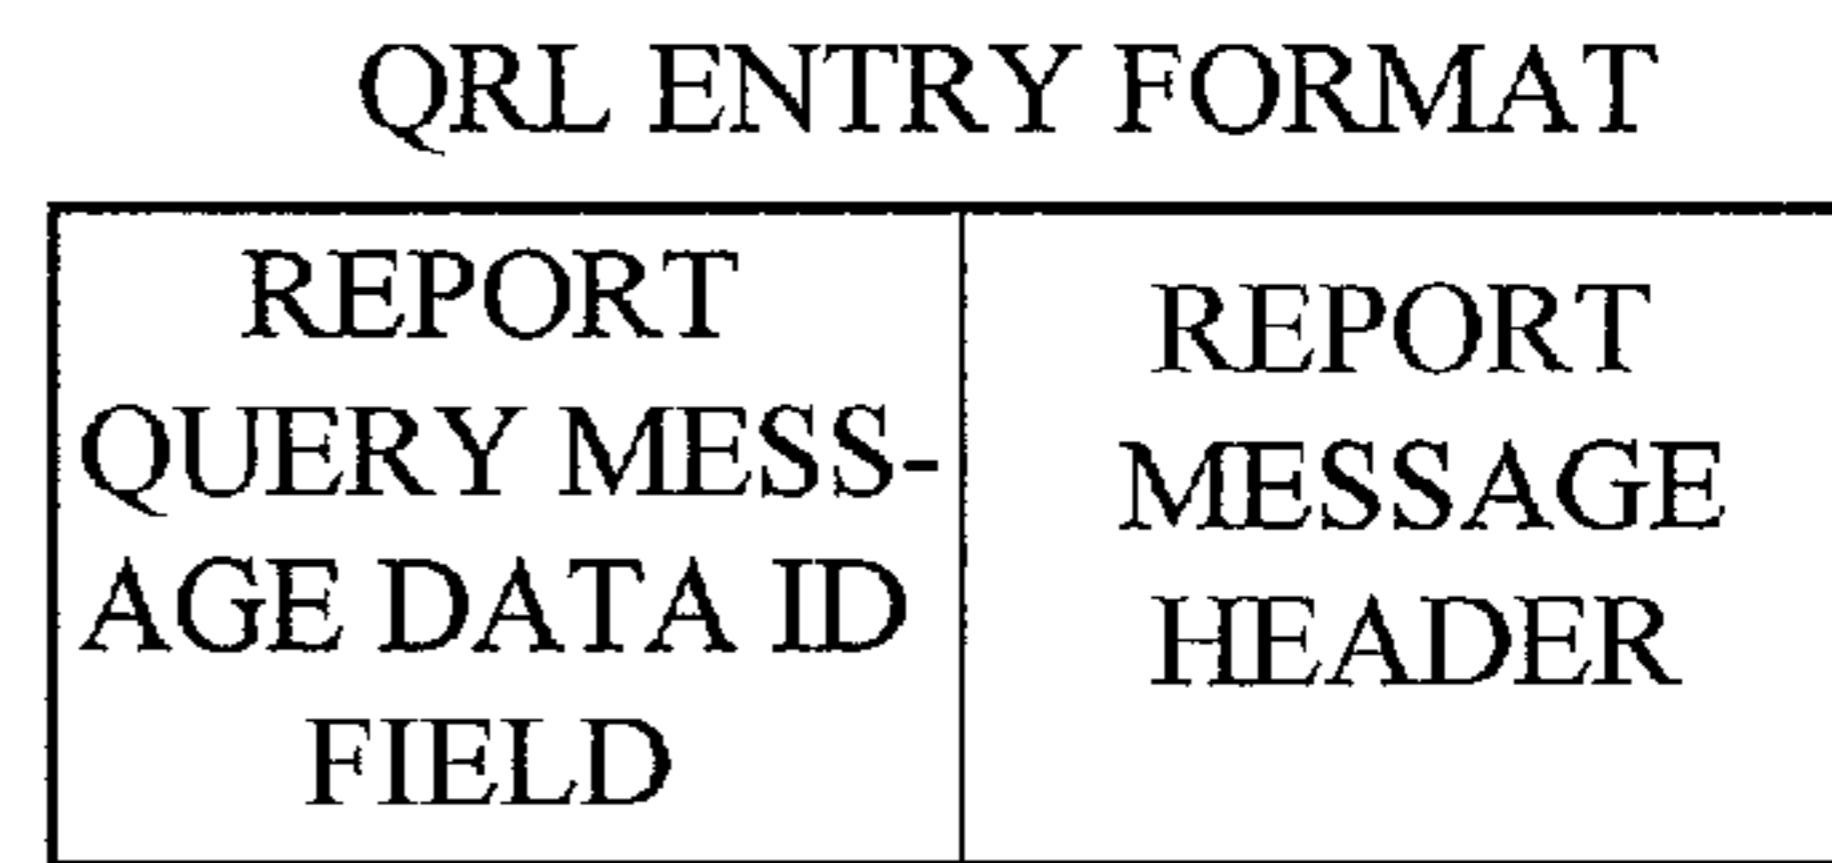 QRL ENTRY FORMAT
REPORT
QUERY MESS-
AGE DATA ID
FIELD
REPORT
MESSAGE
HEADER